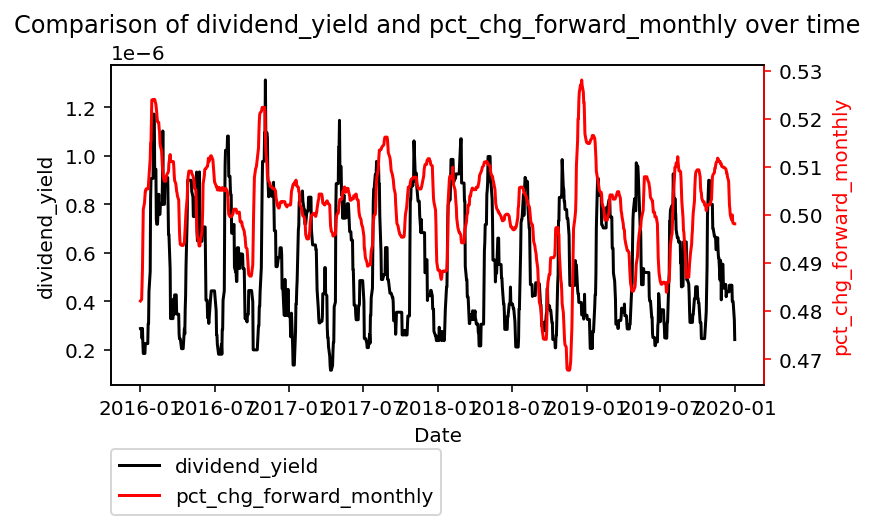 Comparison of dividend_yield and pct_chg_forward_monthly over time
1e−6
1.2
1.0
0.8
0.6
0.4
0.2
dividend_yield
0.53
0.52
0.51
0.50
0.49
0.48
0.47
pct_chg_forward_monthly
2016-01 2016-07 2017-01 2017-07 2018-01 2018-07 2019-01 2019-07 2020-01
Date
dividend_yield
pct_chg_forward_monthly